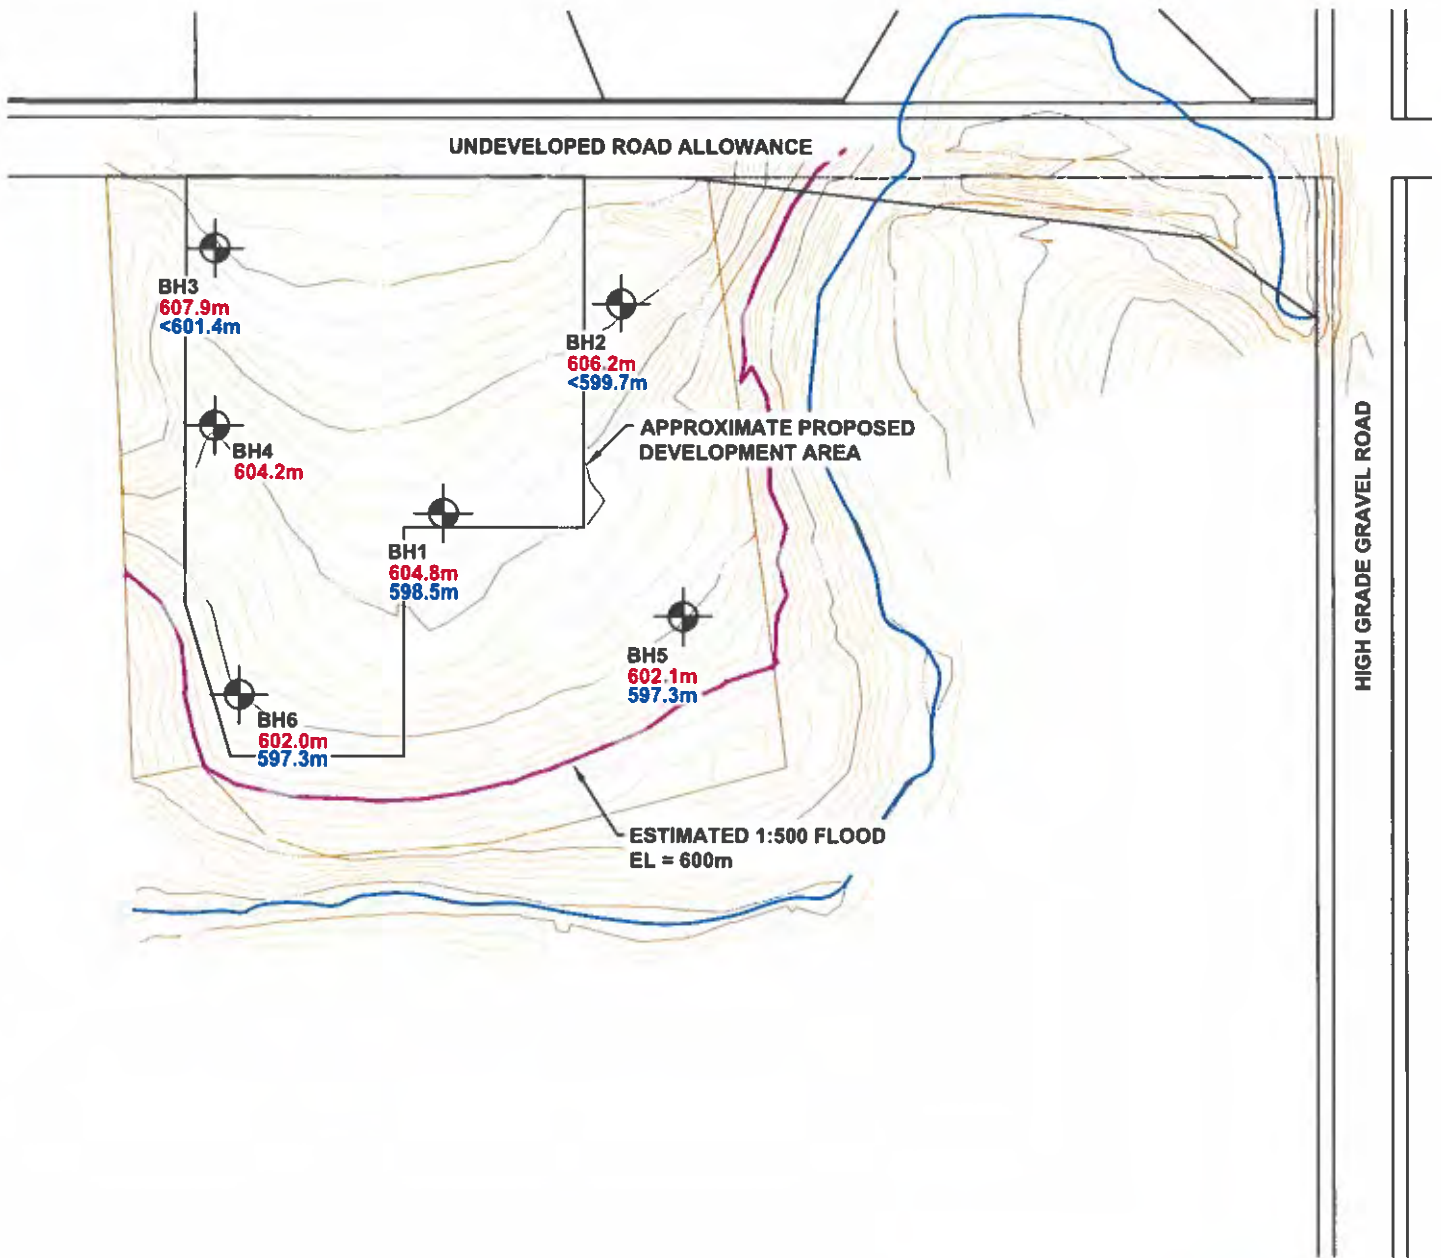 UNDEVELOPED ROAD ALLOWANCE
BH3
607.9m
<601.4m
BH2
606.2m
<599.7m
APPROXIMATE PROPOSED
DEVELOPMENT AREA
BH4
604.2m
BH1
604.8m
598.5m
BH5
602.1m
597.3m
BH6
602.0m
597.3m
ESTIMATED 1:500 FLOOD
EL = 600m
HIGH GRADE GRAVEL ROAD